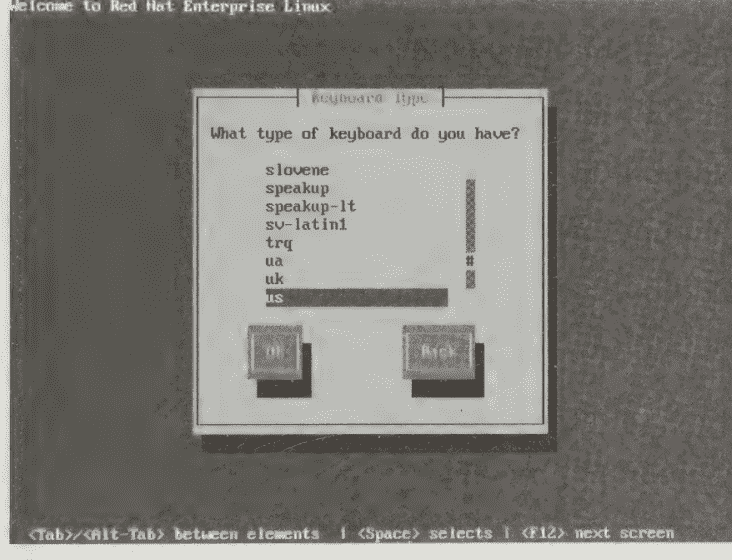 Welcome to Red Hat Enterprise Linux
Keyboard Type
What type of keyboard do you have?
slovene
speakup
speakup-lt
sv-latin1
trq
ua
#
uk
us
OK
Back
<Tab>/<Alt-Tab> between elements | <Space> selects | <F12> next screen